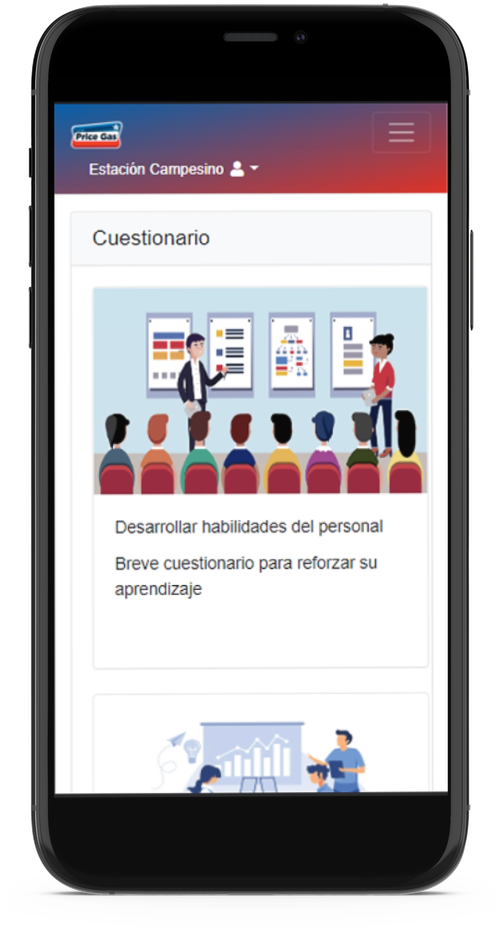 Price Gas
Estación Campesino
Cuestionario
Desarrollar habilidades del personal
Breve cuestionario para reforzar su
aprendizaje